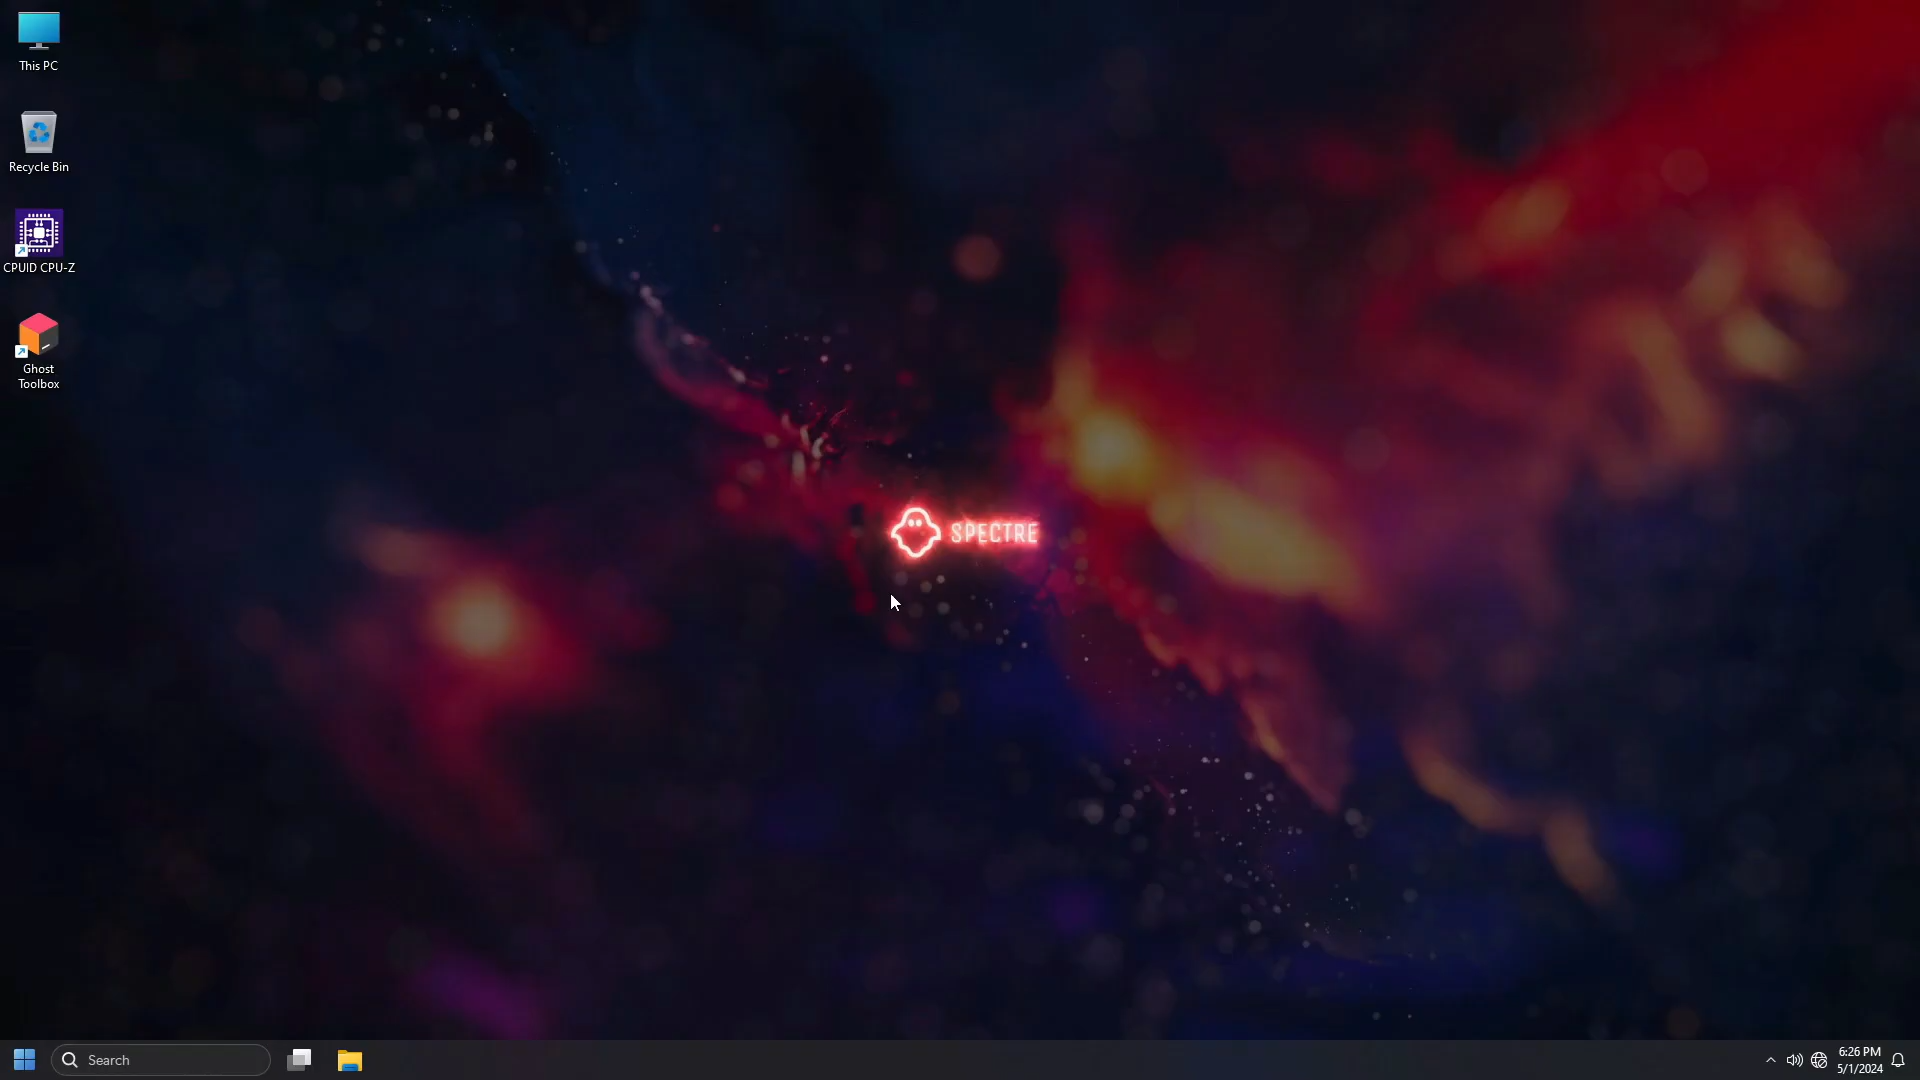 This PC
Recycle Bin
CPUID CPU-Z
Ghost
Toolbox
SPECTRE
Search
6:26 PM
5/1/2024